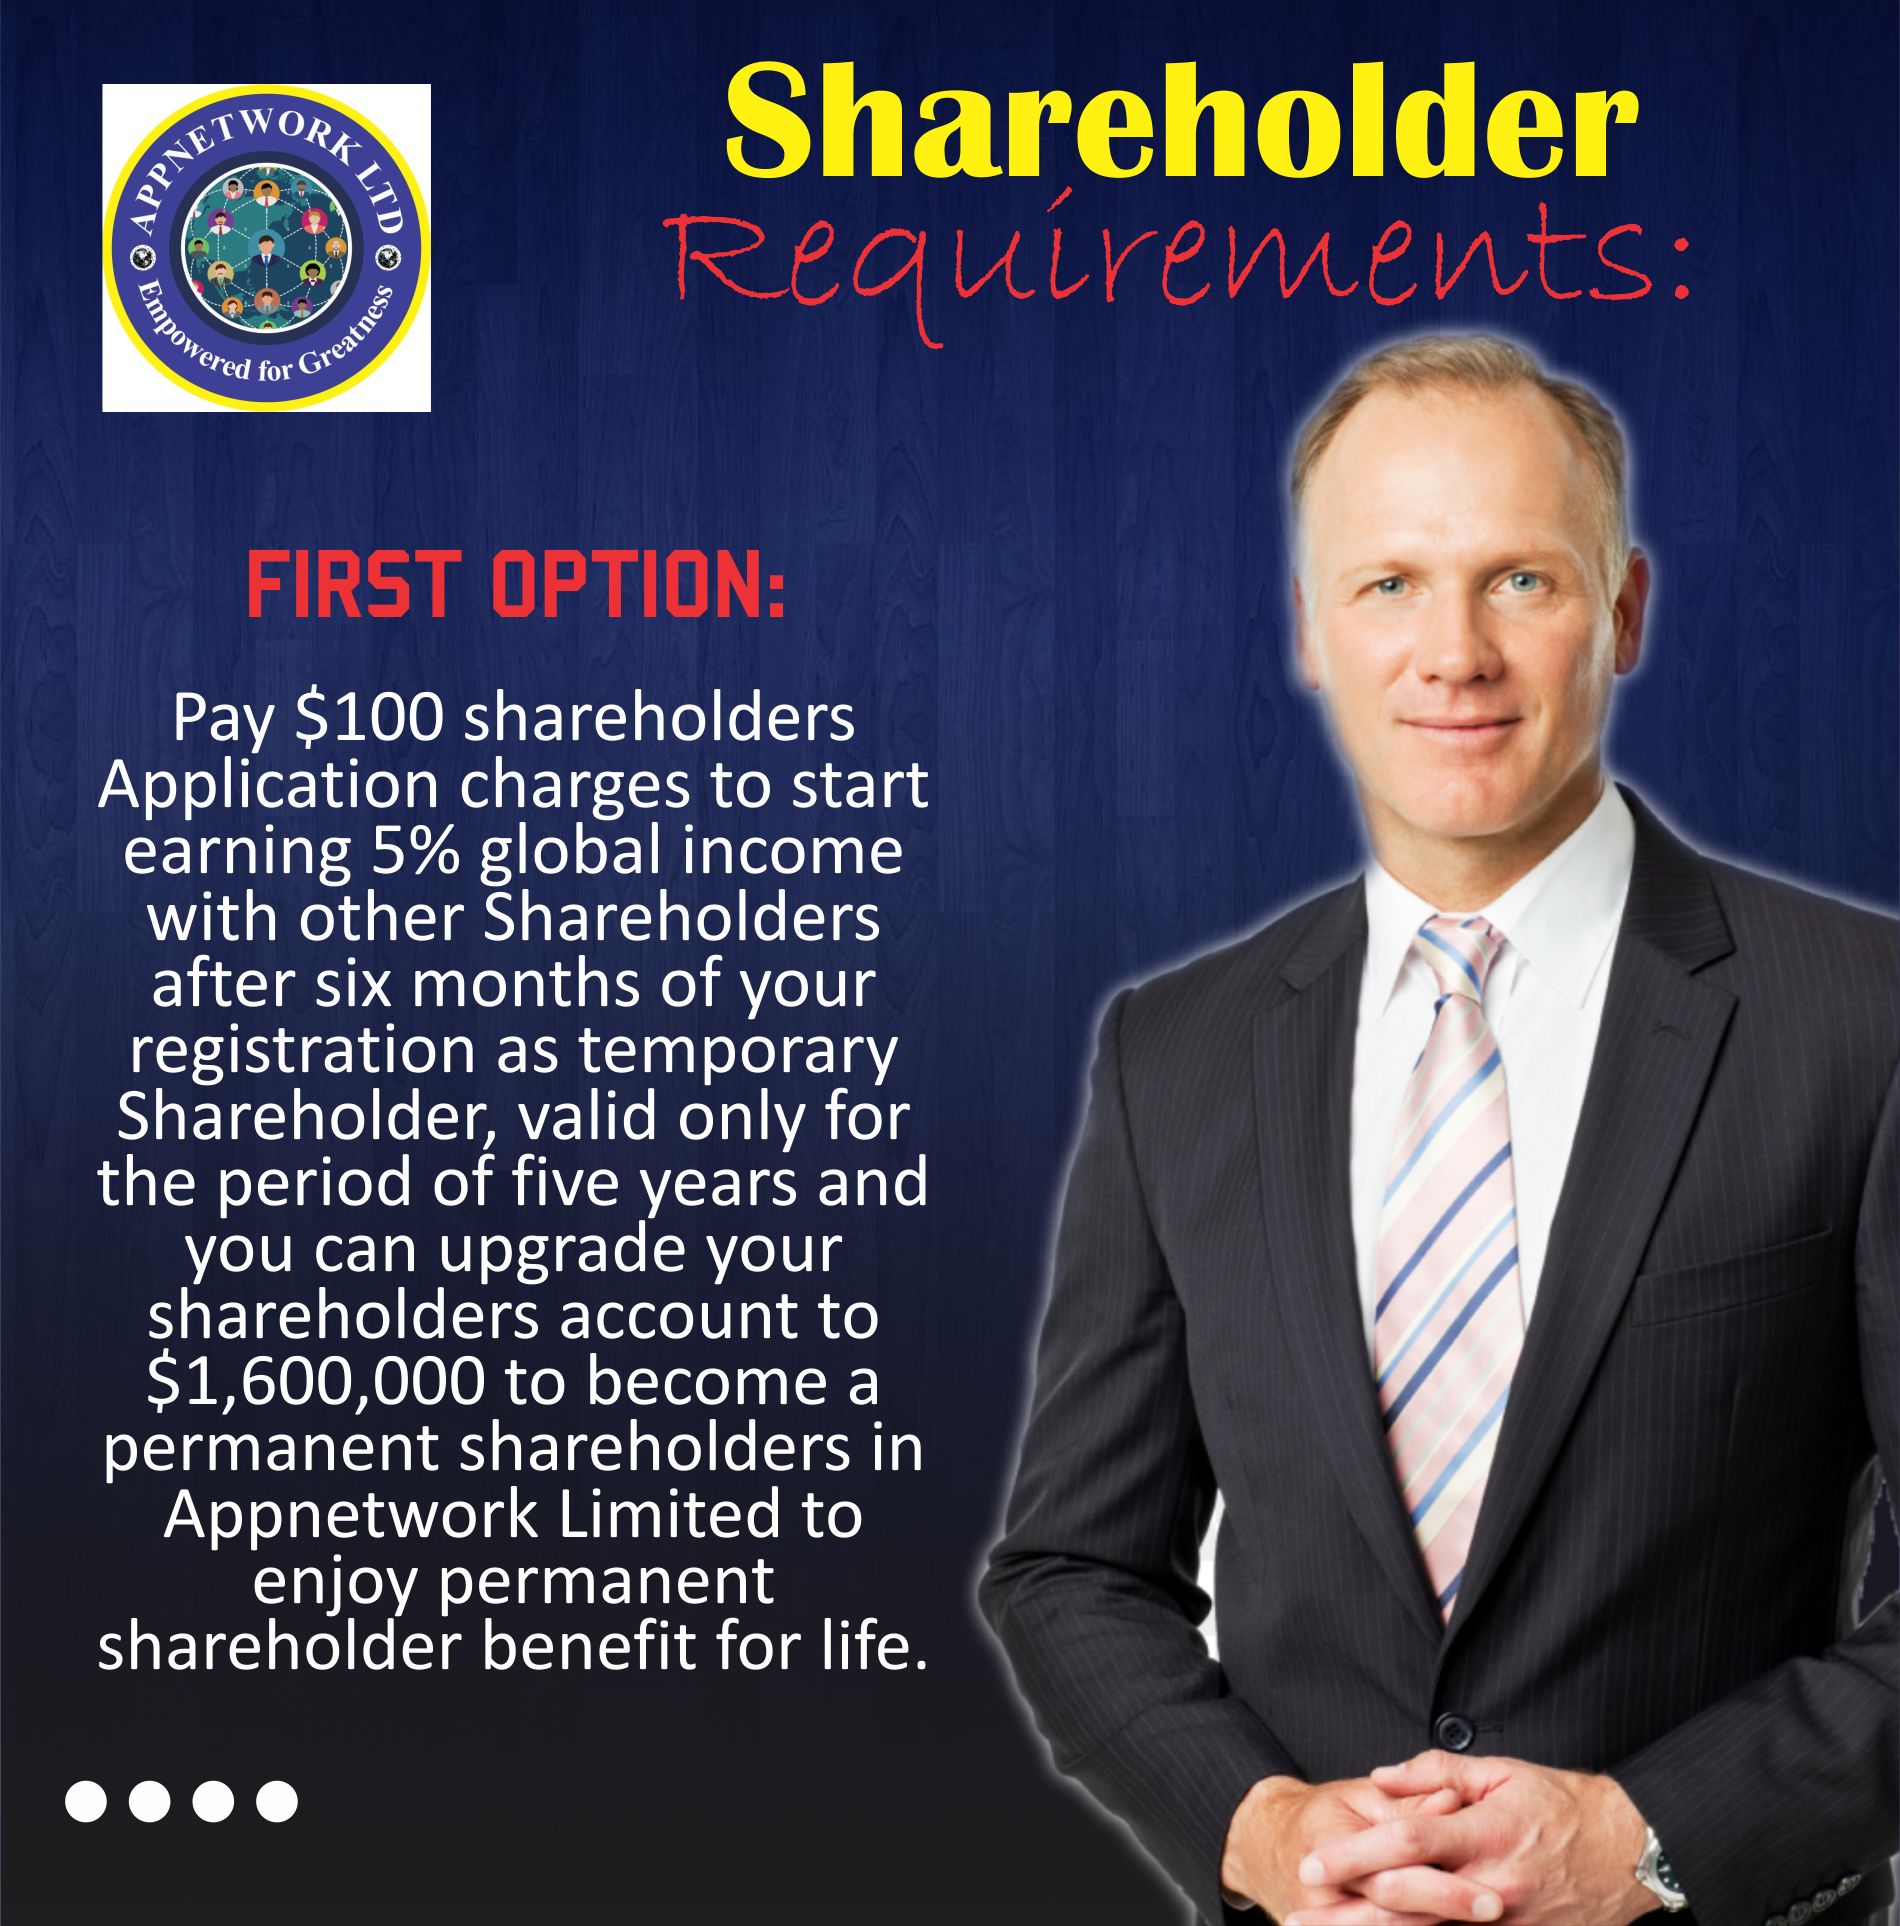 APPNETWORK LTD
Empowered for Greatness
Shareholder
Requirements:
FIRST OPTION:
Pay $100 shareholders
Application charges to start
earning 5% global income
with other Shareholders
after six months of your
registration as temporary
Shareholder, valid only for
the period of five years and
you can upgrade your
shareholders account to
$1,600,000 to become a
permanent shareholders in
Appnetwork Limited to
enjoy permanent
shareholder benefit for life.